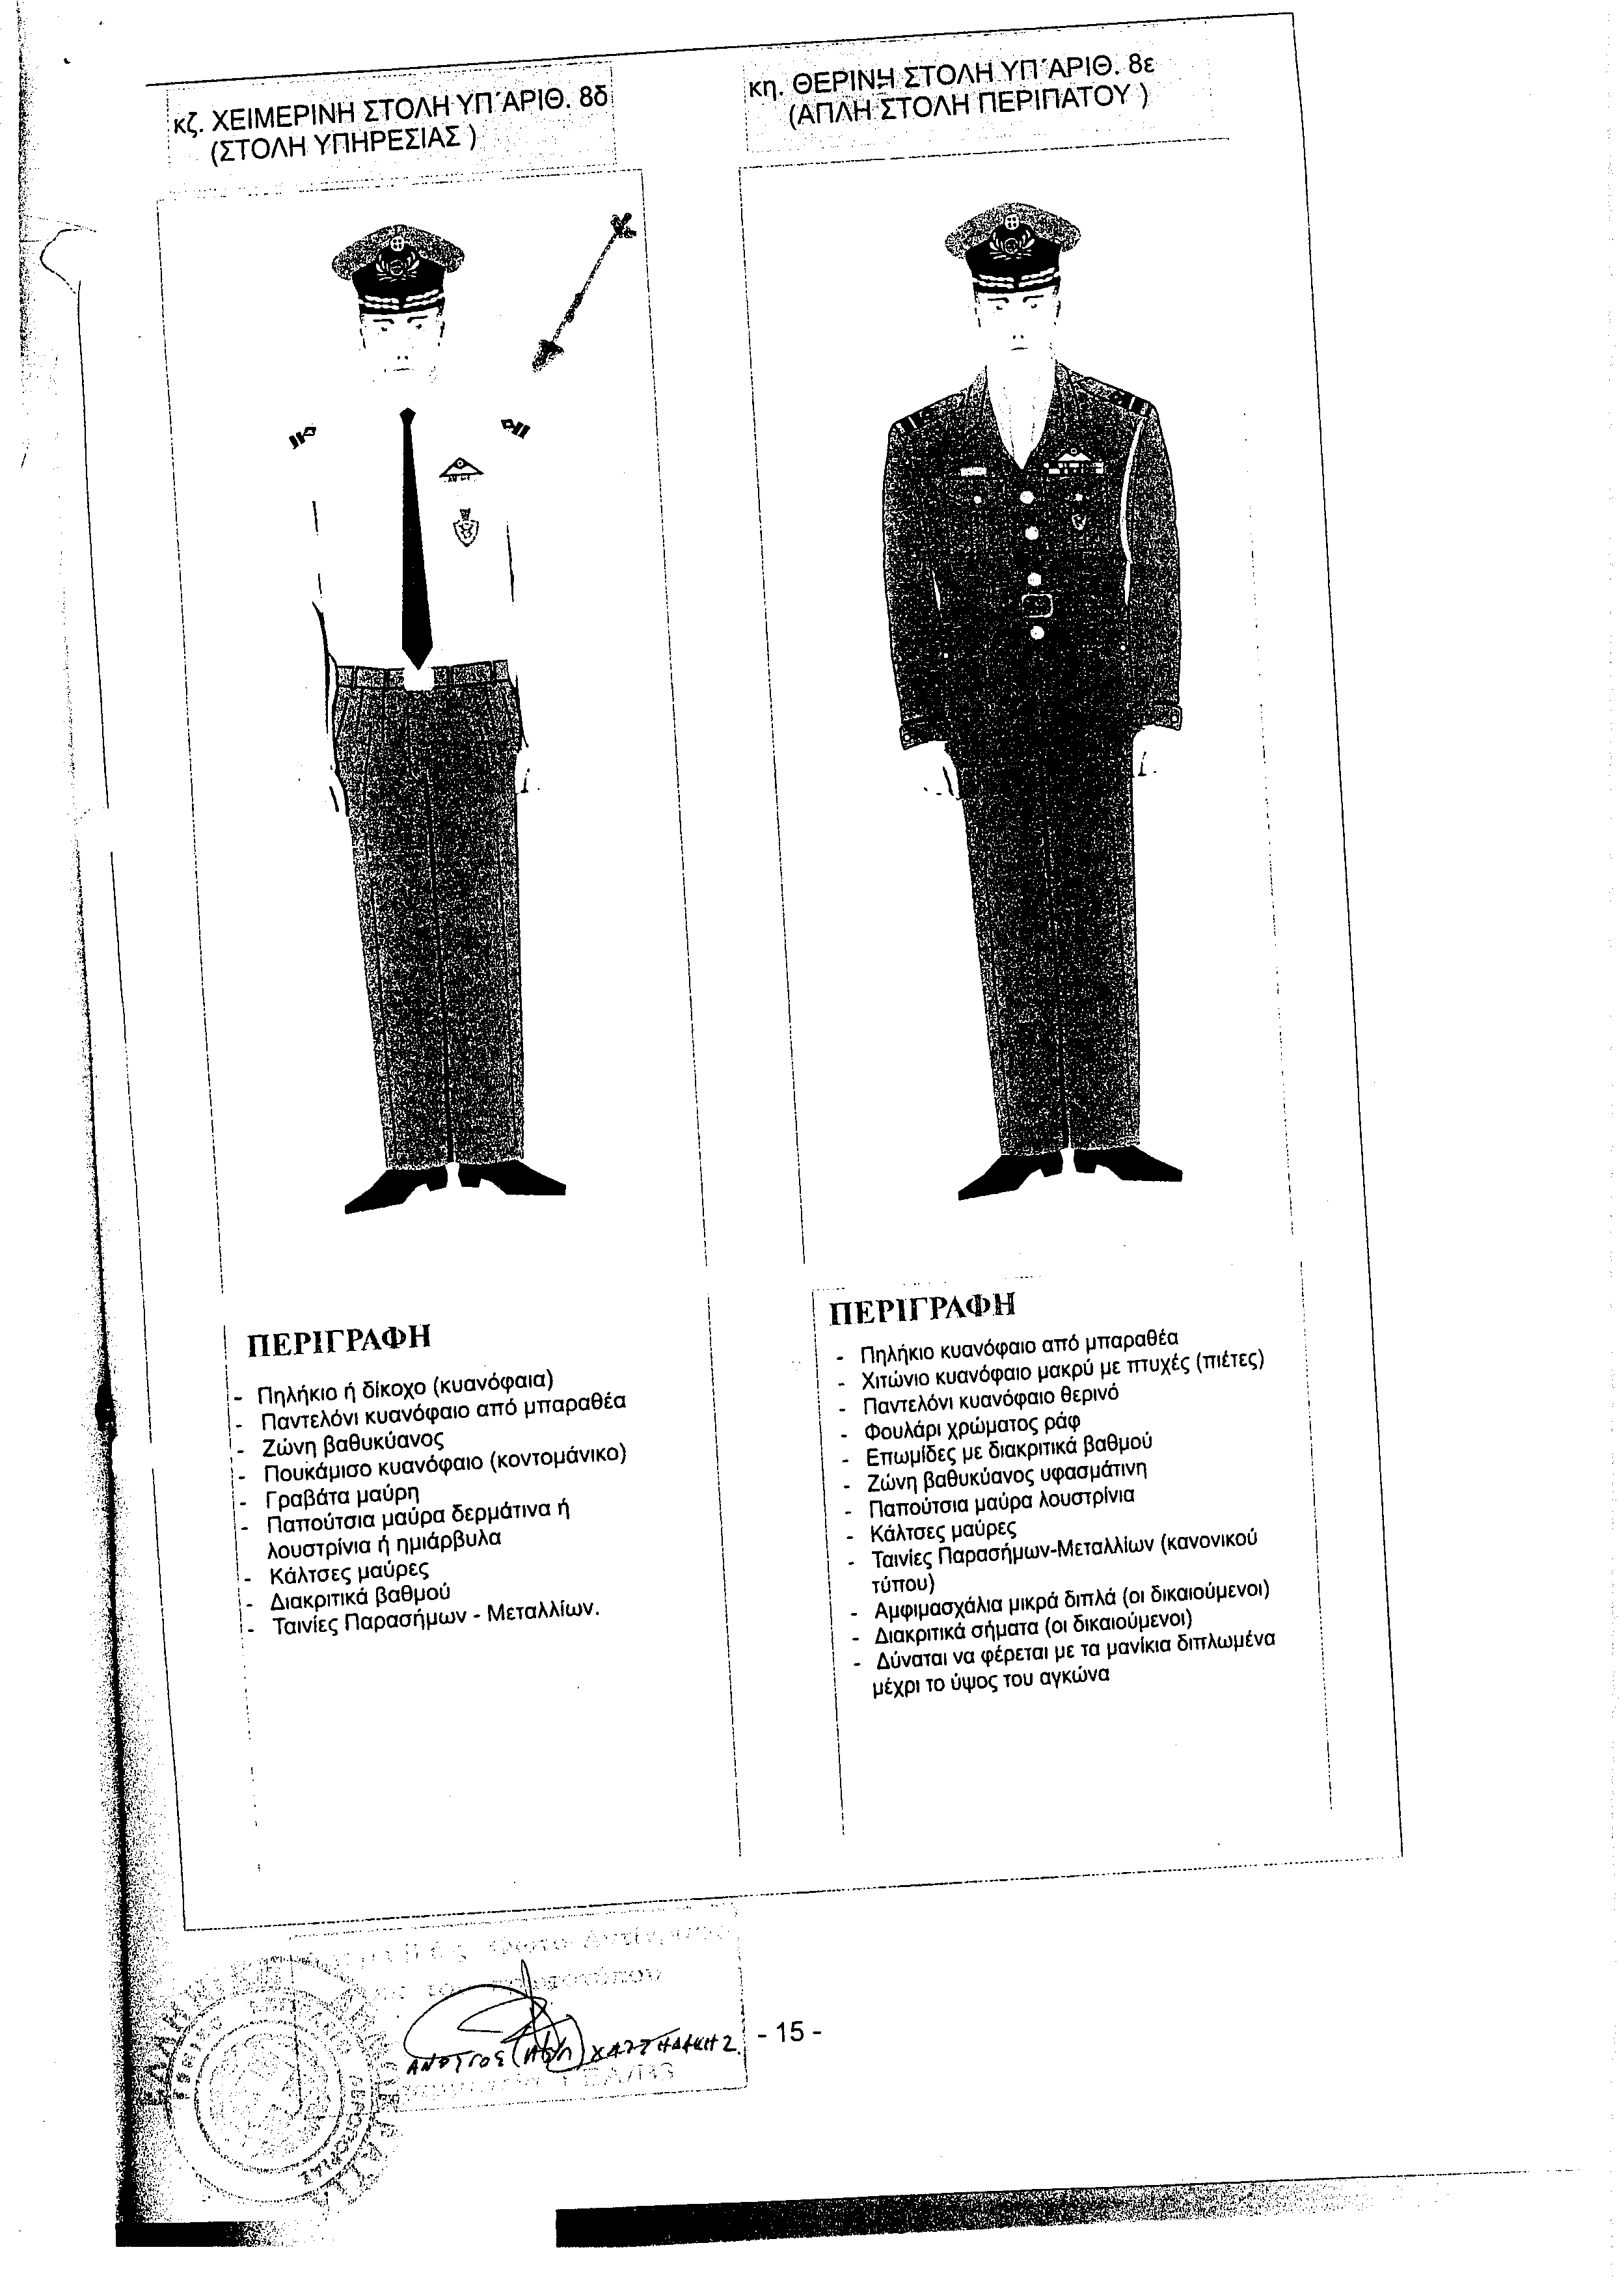 κζ. ΧΕΙΜΕΡΙΝΗ ΣΤΟΛΗ ΥΠ΄ΑΡΙΘ. 8δ
(ΣΤΟΛΗ ΥΠΗΡΕΣΙΑΣ )
κη. ΘΕΡΙΝΗ ΣΤΟΛΗ ΥΠ΄ΑΡΙΘ. 8ε
(ΑΠΛΗ ΣΤΟΛΗ ΠΕΡΙΠΑΤΟΥ )
ΠΕΡΙΓΡΑΦΗ
- Πηλήκιο ή δίκοχο (κυανόφαια)
- Παντελόνι κυανόφαιο από μπαραθέα
- Ζώνη βαθυκύανος
- Πουκάμισο κυανόφαιο (κοντομάνικο)
- Γραβάτα μαύρη
- Παπούτσια μαύρα δερμάτινα ή
λουστρίνια ή ημιάρβυλα
- Κάλτσες μαύρες
- Διακριτικά βαθμού
- Ταινίες Παρασήμων - Μεταλλίων.
ΠΕΡΙΓΡΑΦΗ
- Πηλήκιο κυανόφαιο από μπαραθέα
- Χιτώνιο κυανόφαιο μακρύ με πτυχές (πιέτες)
- Παντελόνι κυανόφαιο θερινό
- Φουλάρι χρώματος ράφ
- Επωμίδες με διακριτικά βαθμού
- Ζώνη βαθυκύανος υφασμάτινη
- Παπούτσια μαύρα λουστρίνια
- Κάλτσες μαύρες
- Ταινίες Παρασήμων-Μεταλλίων (κανονικού
τύπου)
- Αμφιμασχάλια μικρά διπλά (οι δικαιούμενοι)
- Διακριτικά σήματα (οι δικαιούμενοι)
- Δύναται να φέρεται με τα μανίκια διπλωμένα
μέχρι το ύψος του αγκώνα
- 15 -